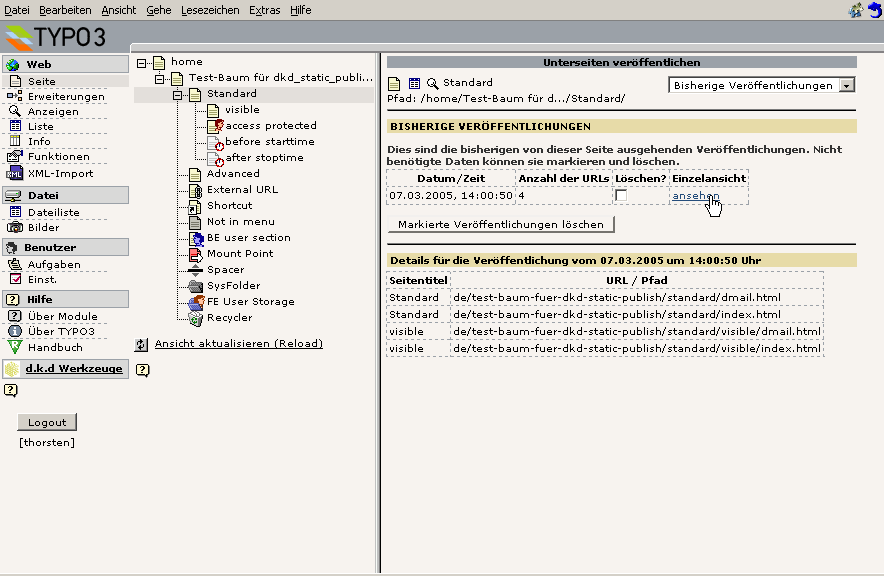 Datei Bearbeiten Ansicht Gehe Lesezeichen Extras Hilfe
TYPO3
Web
Seite
Erweiterungen
Anzeigen
Liste
Info
Funktionen
XML-Import
Datei
Dateiliste
Bilder
Benutzer
Aufgaben
Einst.
Hilfe
Über Module
Über TYPO3
Handbuch
d.k.d Werkzeuge
Logout
[thorsten]
home
Test-Baum für dkd_static_publi...
Standard
visible
access protected
before starttime
after stoptime
Advanced
External URL
Shortcut
Not in menu
BE user section
Mount Point
Spacer
SysFolder
FE User Storage
Recycler
Ansicht aktualisieren (Reload)
Unterseiten veröffentlichen
Standard
Bisherige Veröffentlichungen
Pfad: /home/Test-Baum für d.../Standard/
BISHERIGE VERÖFFENTLICHUNGEN
Dies sind die bisherigen von dieser Seite ausgehenden Veröffentlichungen. Nicht
benötigte Daten können sie markieren und löschen.
Datum/Zeit Anzahl der URLs Löschen? Einzelansicht
07.03.2005, 14:00:50 4 ansehen
Markierte Veröffentlichungen löschen
Details für die Veröffentlichung vom 07.03.2005 um 14:00:50 Uhr
Seitentitel URL / Pfad
Standard de/test-baum-fuer-dkd-static-publish/standard/dmail.html
Standard de/test-baum-fuer-dkd-static-publish/standard/index.html
visible de/test-baum-fuer-dkd-static-publish/standard/visible/dmail.html
visible de/test-baum-fuer-dkd-static-publish/standard/visible/index.html